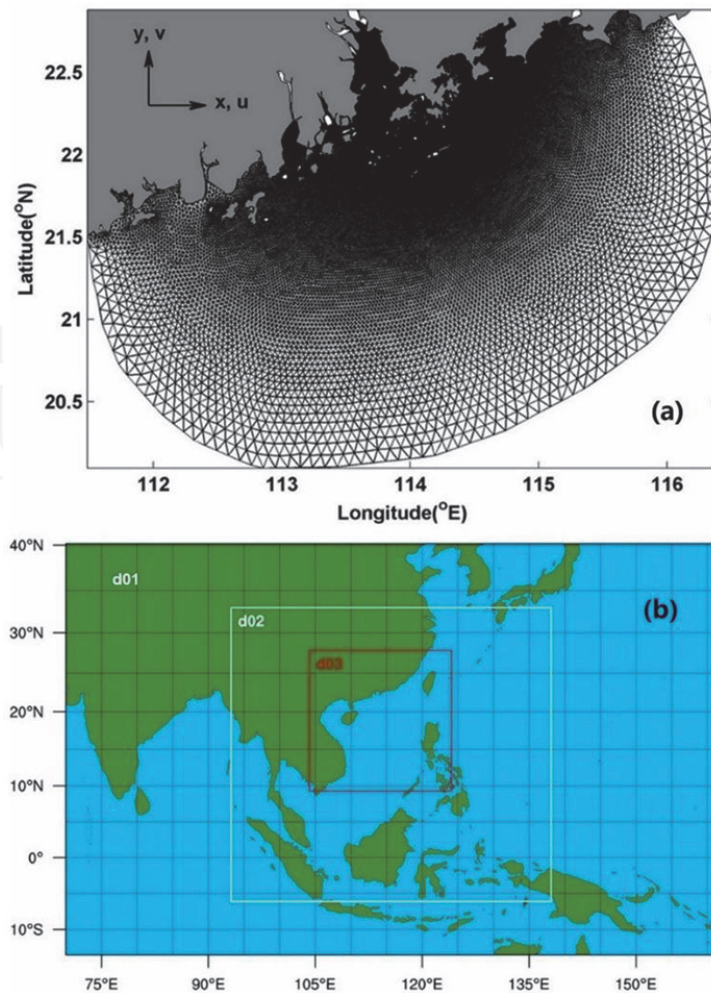 y, v
x, u
22.5
22
21.5
21
20.5
Latitude(°N)
(a)
112 113 114 115 116
Longitude(°E)
40°N
30°N
20°N
10°N
0°
10°S
d01
d02
d03
(b)
75°E 90°E 105°E 120°E 135°E 150°E